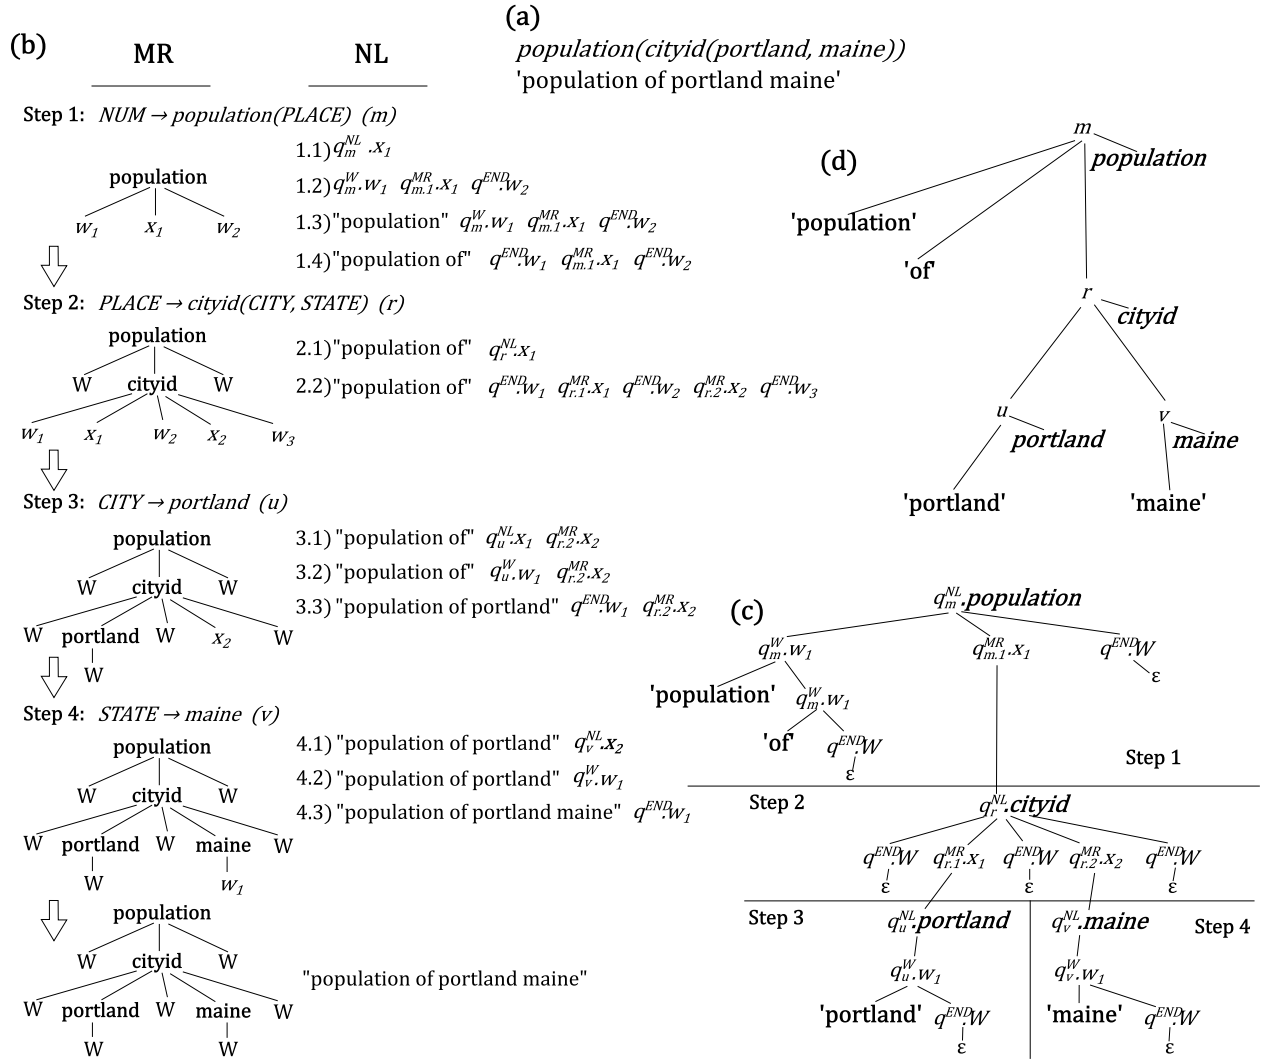 (a)
population(cityid(portland, maine))
'population of portland maine'
(b)
MR NL
Step 1: NUM → population(PLACE) (m)
1.1) q_m^NL.x_1
population
w_1 x_1 w_2
1.2) q_m^W.w_1 q_m.1^MR.x_1 q^END.w_2
1.3) "population" q_m^W.w_1 q_m.1^MR.x_1 q^END.w_2
1.4) "population of" q^END.w_1 q_m.1^MR.x_1 q^END.w_2
Step 2: PLACE → cityid(CITY, STATE) (r)
population
W cityid W
w_1 x_1 w_2 x_2 w_3
2.1) "population of" q_r^NL.x_1
2.2) "population of" q^END.w_1 q_r.1^MR.x_1 q^END.w_2 q_r.2^MR.x_2 q^END.w_3
Step 3: CITY → portland (u)
population
W cityid W
W portland W x_2 W
W
3.1) "population of" q_u^NL.x_1 q_r.2^MR.x_2
3.2) "population of" q_u^W.w_1 q_r.2^MR.x_2
3.3) "population of portland" q^END.w_1 q_r.2^MR.x_2
Step 4: STATE → maine (v)
population
W cityid W
W portland W maine W
W w_1
4.1) "population of portland" q_v^NL.x_2
4.2) "population of portland" q_v^W.w_1
4.3) "population of portland maine" q^END.w_1
population
W cityid W
W portland W maine W
W W
"population of portland maine"
(d)
m
population
'population'
'of'
r
cityid
u v
portland maine
'portland' 'maine'
(c)
q_m^NL.population
q_m^W.w_1 q_m.1^MR.x_1 q^END.W
ε
'population' q_m^W.w_1
'of' q^END.W
ε
Step 1
Step 2
q_r^NL.cityid
q^END.W q_r.1^MR.x_1 q^END.W q_r.2^MR.x_2 q^END.W
ε ε ε
Step 3
q_u^NL.portland
q_u^W.w_1
'portland' q^END.W
ε
Step 4
q_v^NL.maine
q_v^W.w_1
'maine' q^END.W
ε